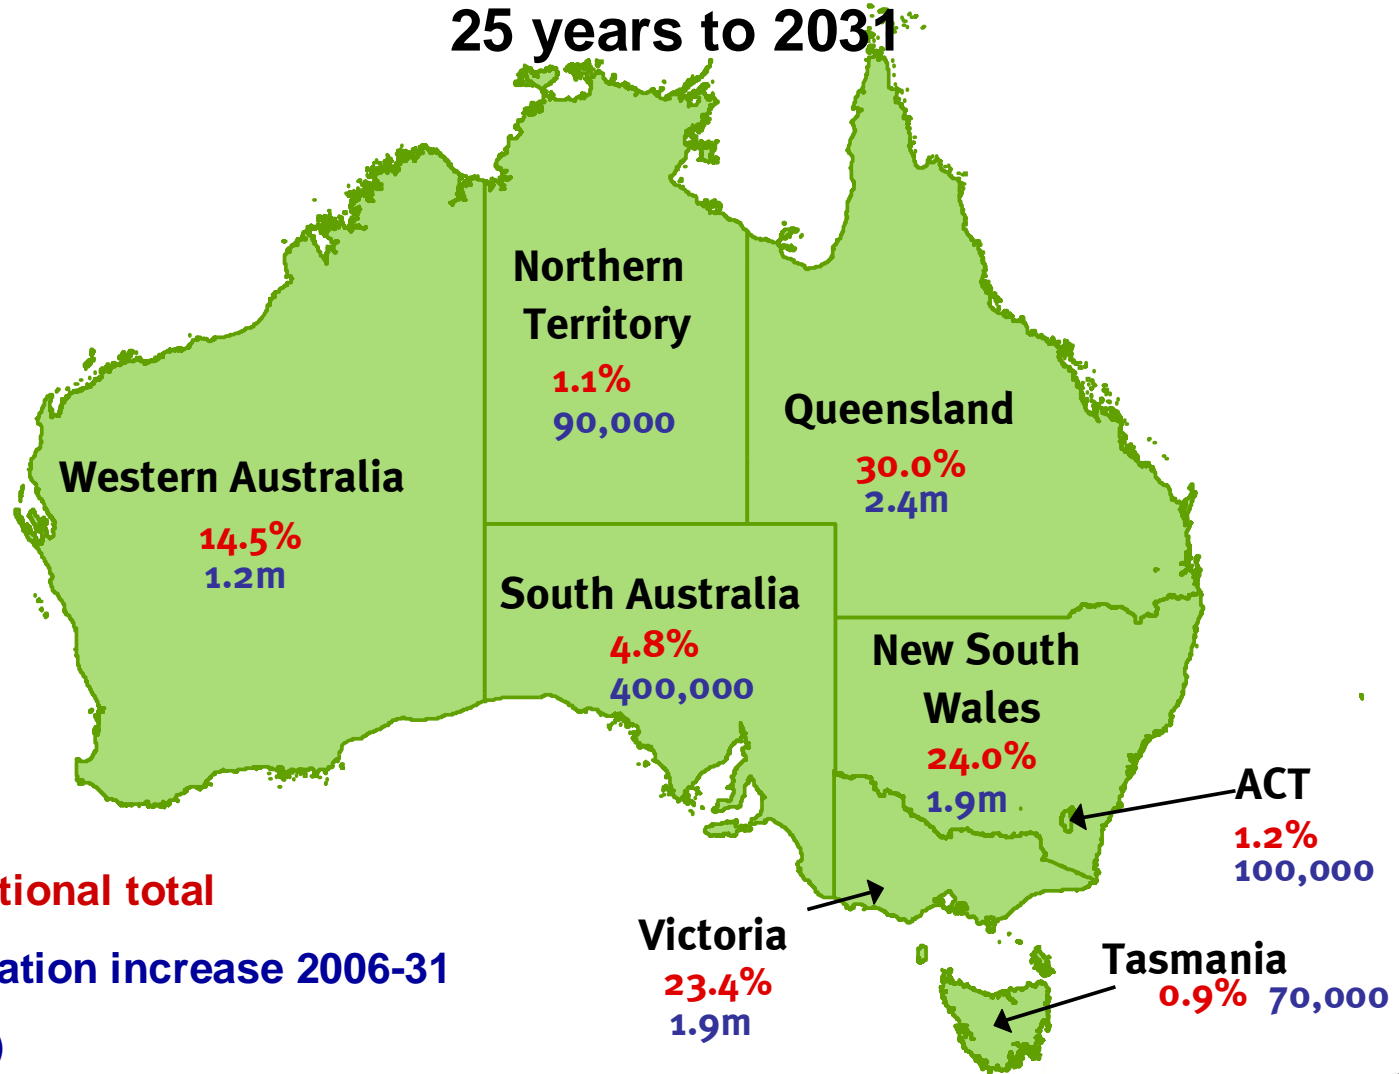 25 years to 2031
Northern
Territory
1.1%
90,000
Queensland
30.0%
2.4m
Western Australia
14.5%
1.2m
South Australia
4.8%
400,000
New South
Wales
24.0%
1.9m
ACT
1.2%
100,000
tional total
Victoria
23.4%
1.9m
ation increase 2006-31
Tasmania
0.9% 70,000
)